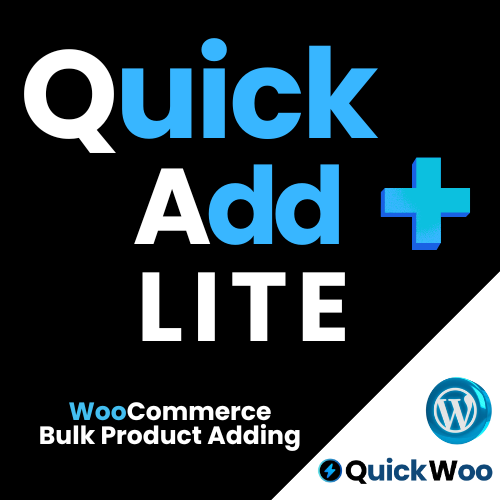 Quick
Add +
LITE
WooCommerce
Bulk Product Adding
QuickWoo